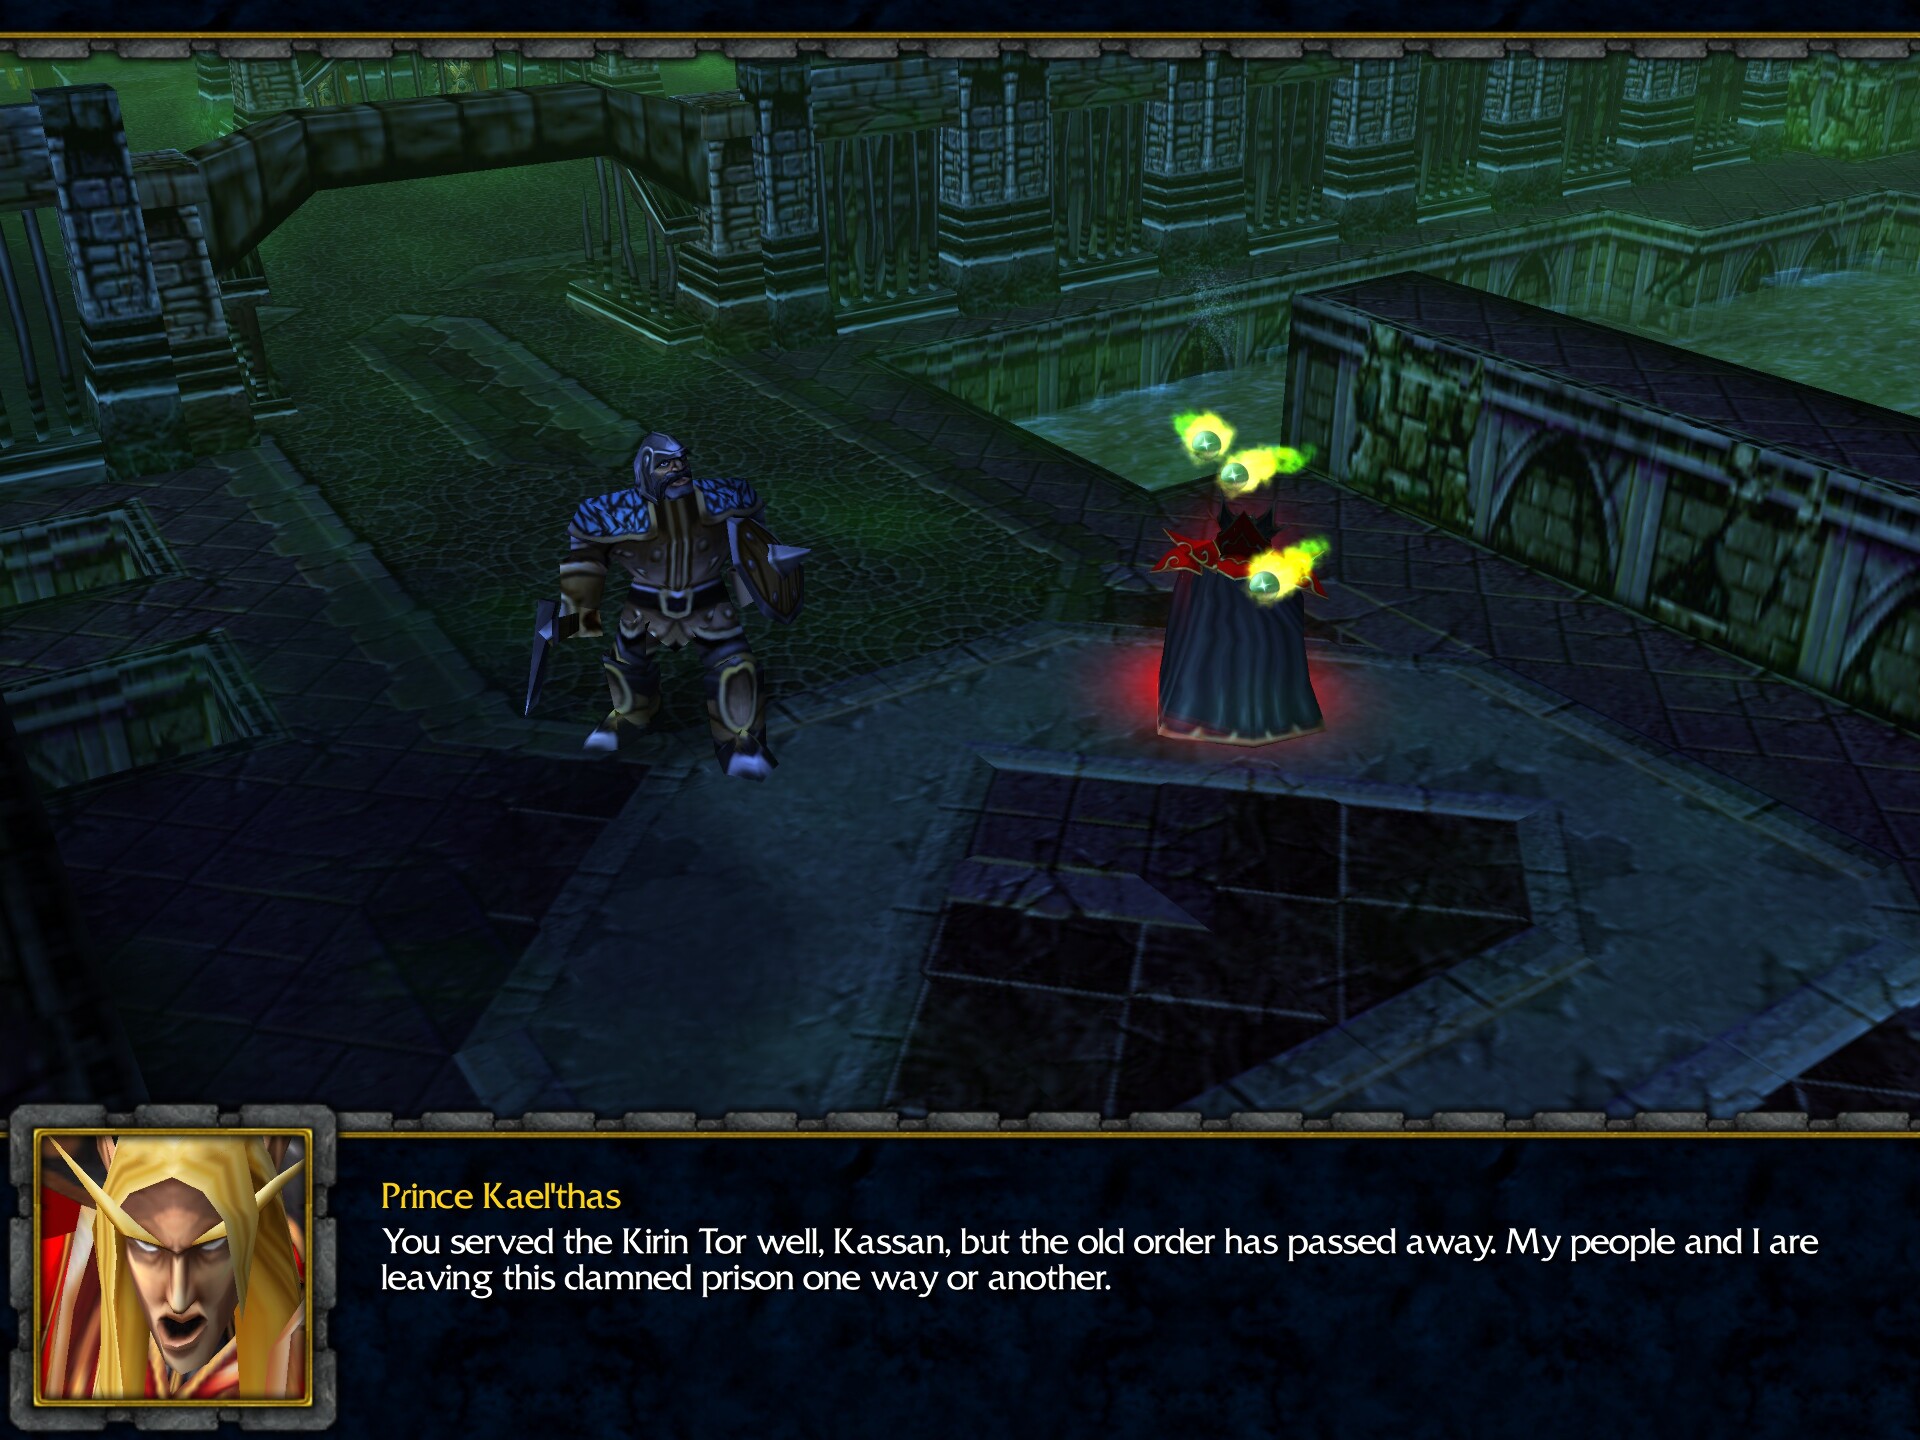 Prince Kael'thas
You served the Kirin Tor well, Kassan, but the old order has passed away. My people and I are
leaving this damned prison one way or another.